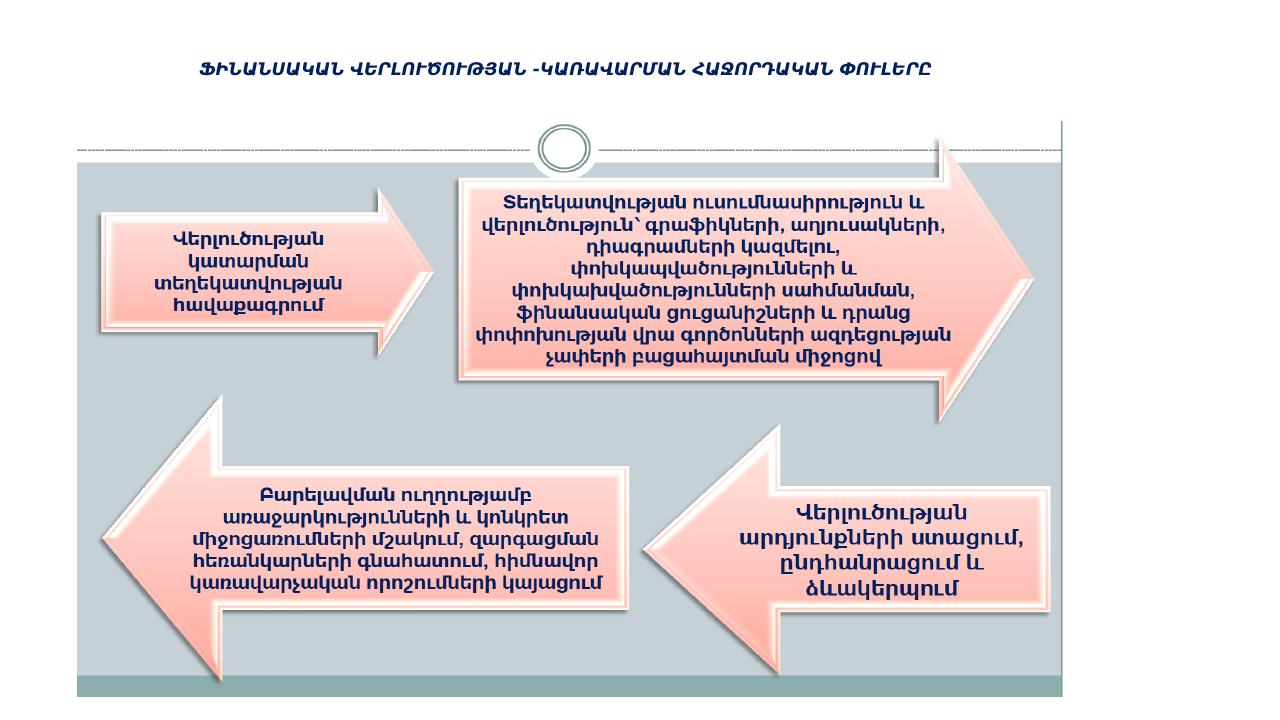 ՖԻՆԱՆՍԱԿԱՆ ՎԵՐԼՈՒԾՈՒԹՅԱՆ -ԿԱՌԱՎԱՐՄԱՆ ՀԱՋՈՐԴԱԿԱՆ ՓՈՒԼԵՐԸ
Վերլուծության
կատարման
տեղեկատվության
հավաքագրում
Տեղեկատվության ուսումնասիրություն և
վերլուծություն՝ գրաֆիկների, աղյուսակների,
դիագրամների կազմելու,
փոխկապվածությունների և
փոխկախվածությունների սահմանման,
ֆինանսական ցուցանիշների և դրանց
փոփոխության վրա գործոնների ազդեցության
չափերի բացահայտման միջոցով
Վերլուծության
արդյունքների ստացում,
ընդհանրացում և
ձևակերպում
Բարելավման ուղղությամբ
առաջարկությունների և կոնկրետ
միջոցառումների մշակում, զարգացման
հեռանկարների գնահատում, հիմնավոր
կառավարչական որոշումների կայացում